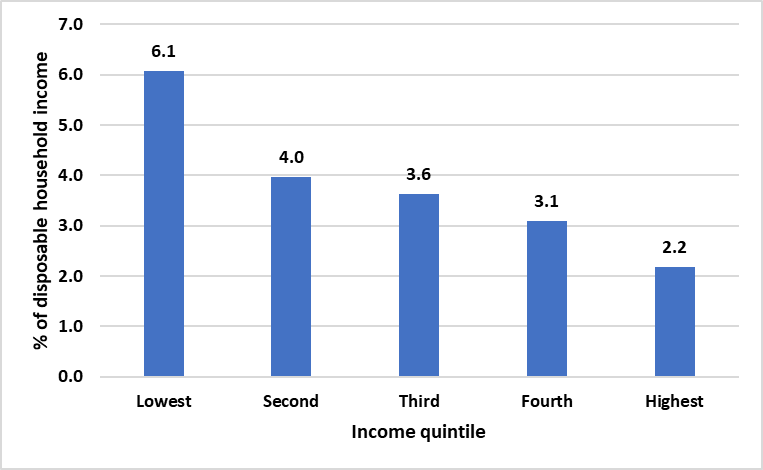 % of disposable household income
7.0
6.0
5.0
4.0
3.0
2.0
1.0
0.0
6.1
4.0
3.6
3.1
2.2
Lowest
Second
Third
Fourth
Highest
Income quintile